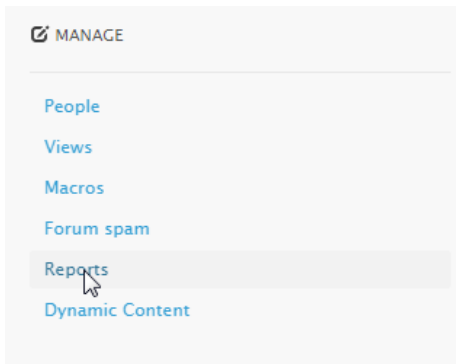 MANAGE
People
Views
Macros
Forum spam
Reports
Dynamic Content